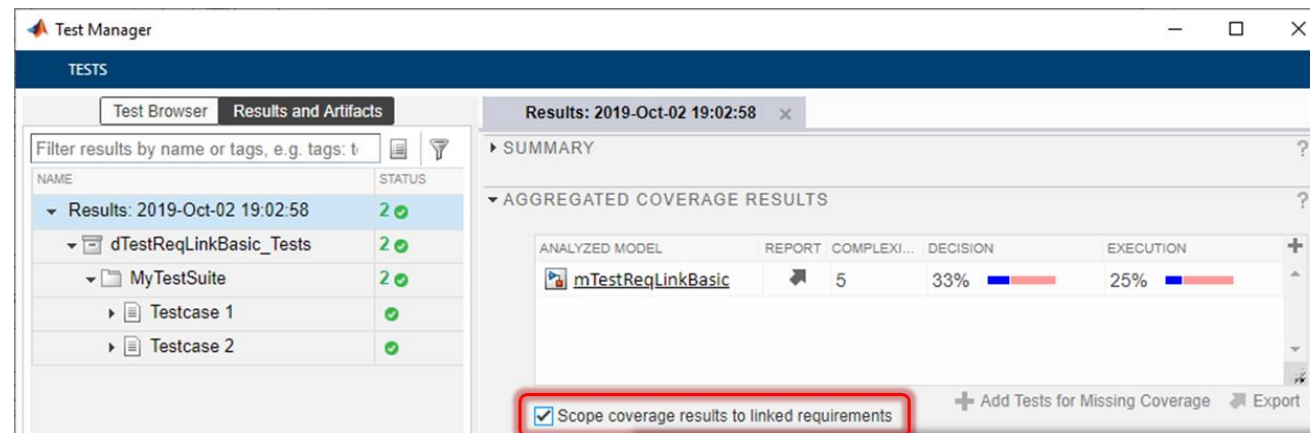 Test Manager
TESTS
Test Browser Results and Artifacts
Filter results by name or tags, e.g. tags: t
NAME STATUS
Results: 2019-Oct-02 19:02:58 2
dTestReqLinkBasic_Tests 2
MyTestSuite 2
Testcase 1
Testcase 2
Results: 2019-Oct-02 19:02:58 ×
SUMMARY ?
AGGREGATED COVERAGE RESULTS ?
ANALYZED MODEL REPORT COMPLEXI... DECISION EXECUTION
mTestReqLinkBasic 5 33% 25%
Scope coverage results to linked requirements
Add Tests for Missing Coverage Export